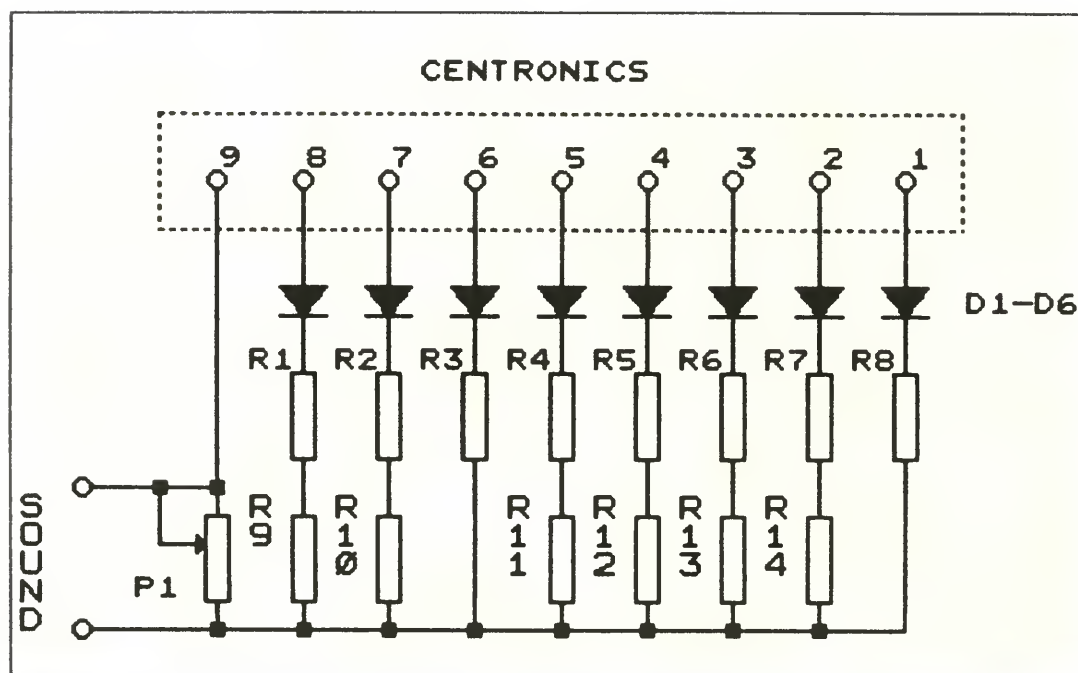 CENTRONICS
9 8 7 6 5 4 3 2 1
D1-D6
R1 R2 R3 R4 R5 R6 R7 R8
R9 R10 R11 R12 R13 R14
SOUND
P1